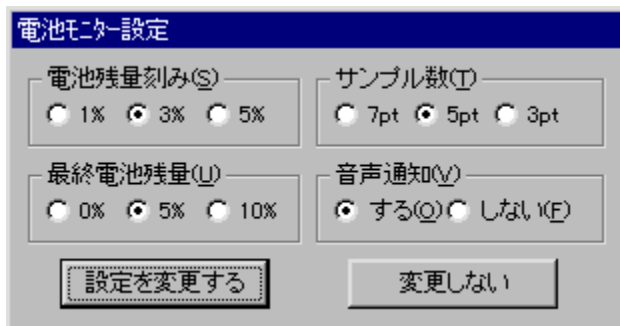 電池モニター設定
電池残量刻み(S)
サンプル数(T)
1% 3% 5%
7pt 5pt 3pt
最終電池残量(U)
音声通知(V)
0% 5% 10%
する(O) しない(F)
設定を変更する
変更しない